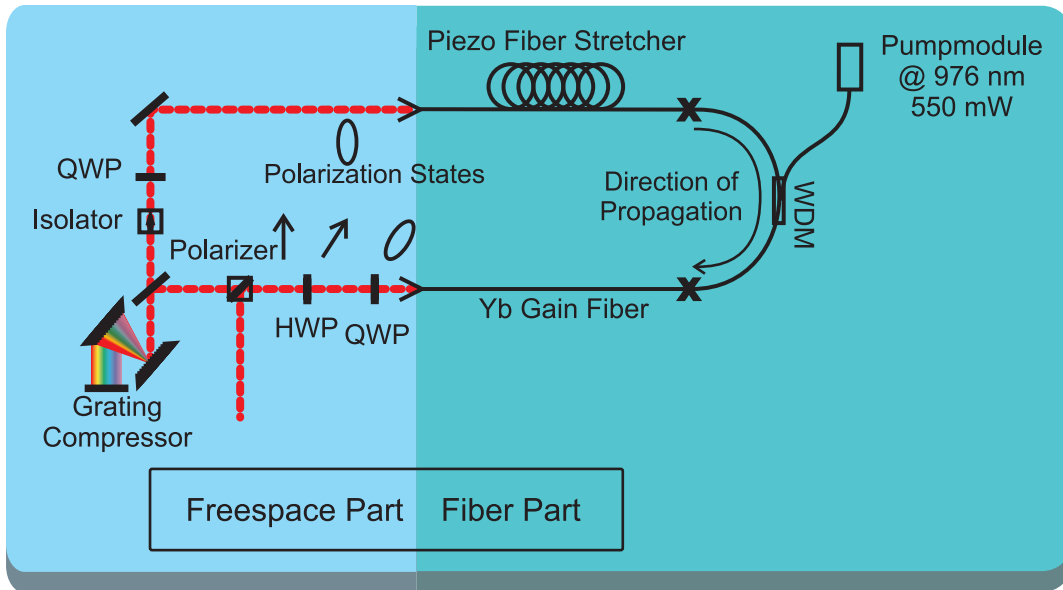 Piezo Fiber Stretcher
Pumpmodule
@ 976 nm
550 mW
QWP
Polarization States
Direction of
Propagation
WDM
Isolator
Polarizer
HWP
QWP
Yb Gain Fiber
Grating
Compressor
Freespace Part
Fiber Part